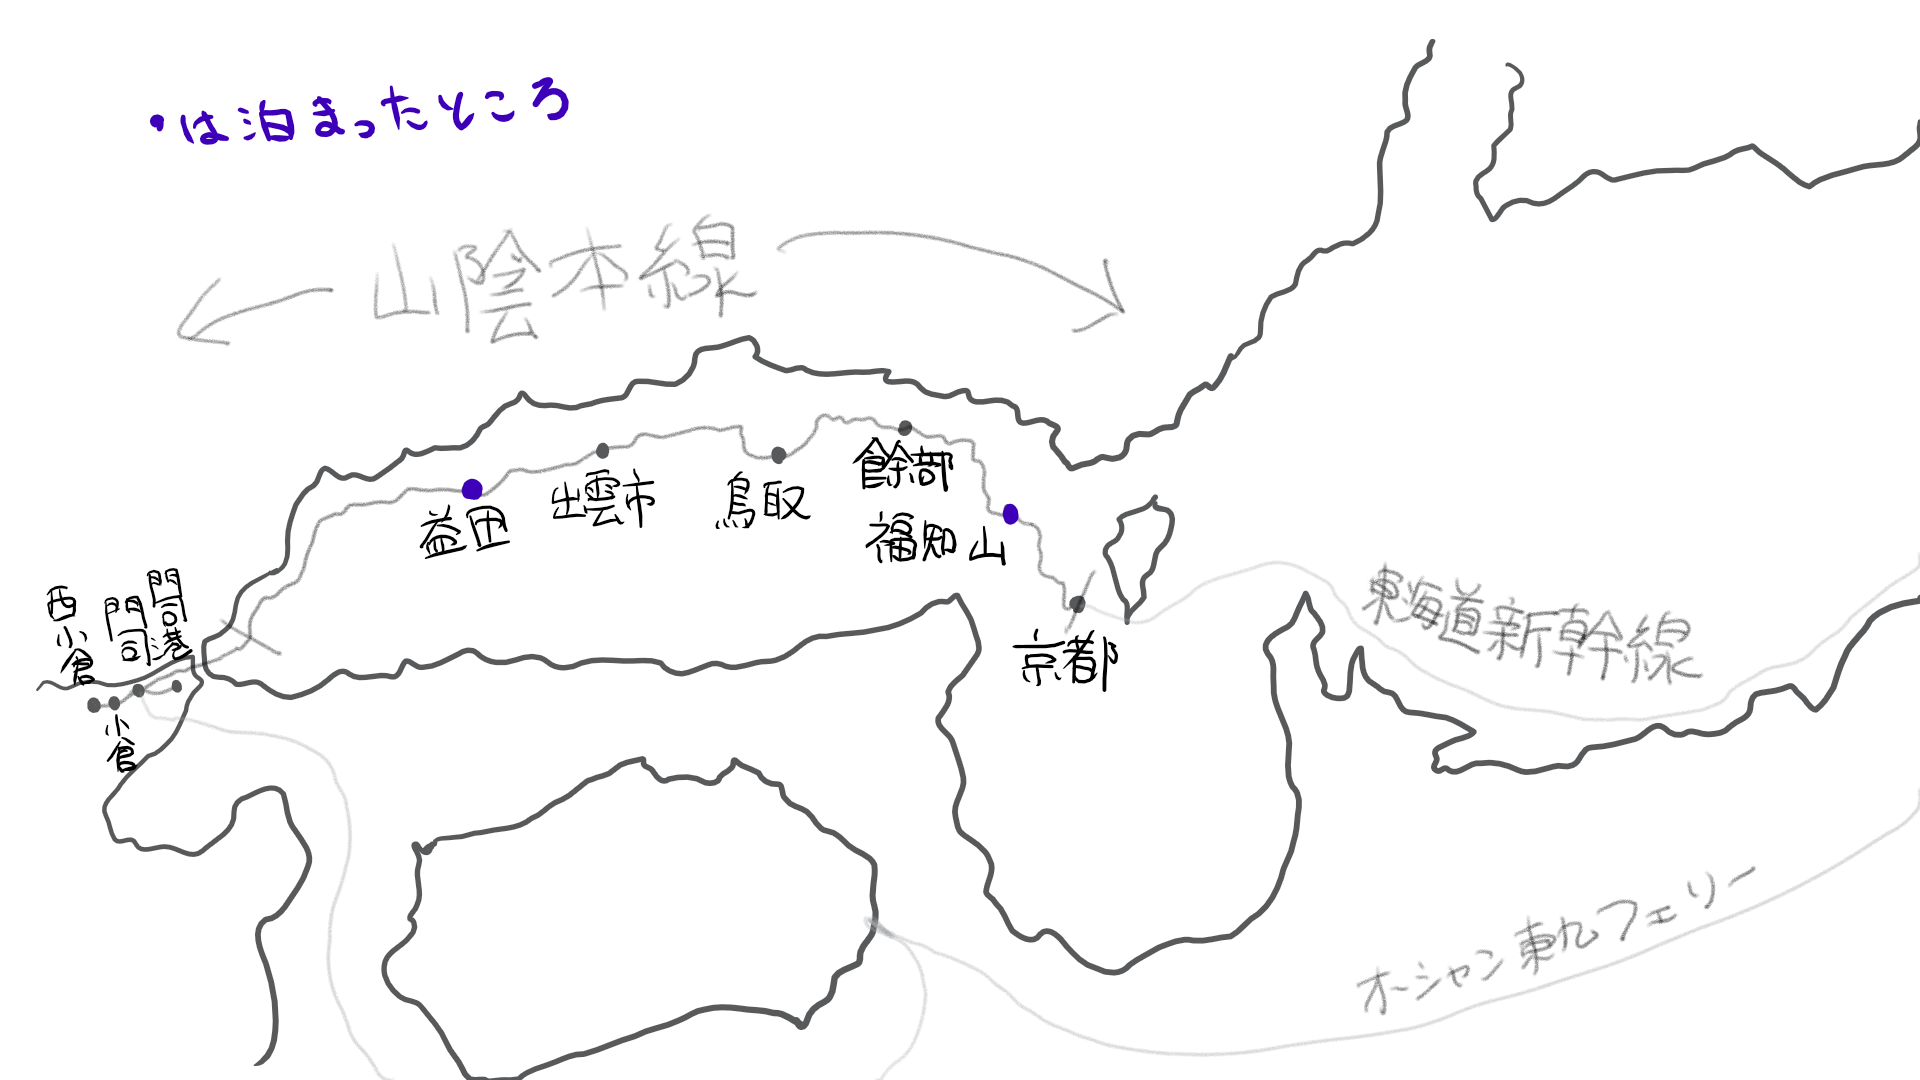 •は泊まったところ
山陰本線
餘部
益田
出雲市
鳥取
福知山
西小倉
門司
門司港
小倉
京都
東海道新幹線
オーシャン東九フェリー